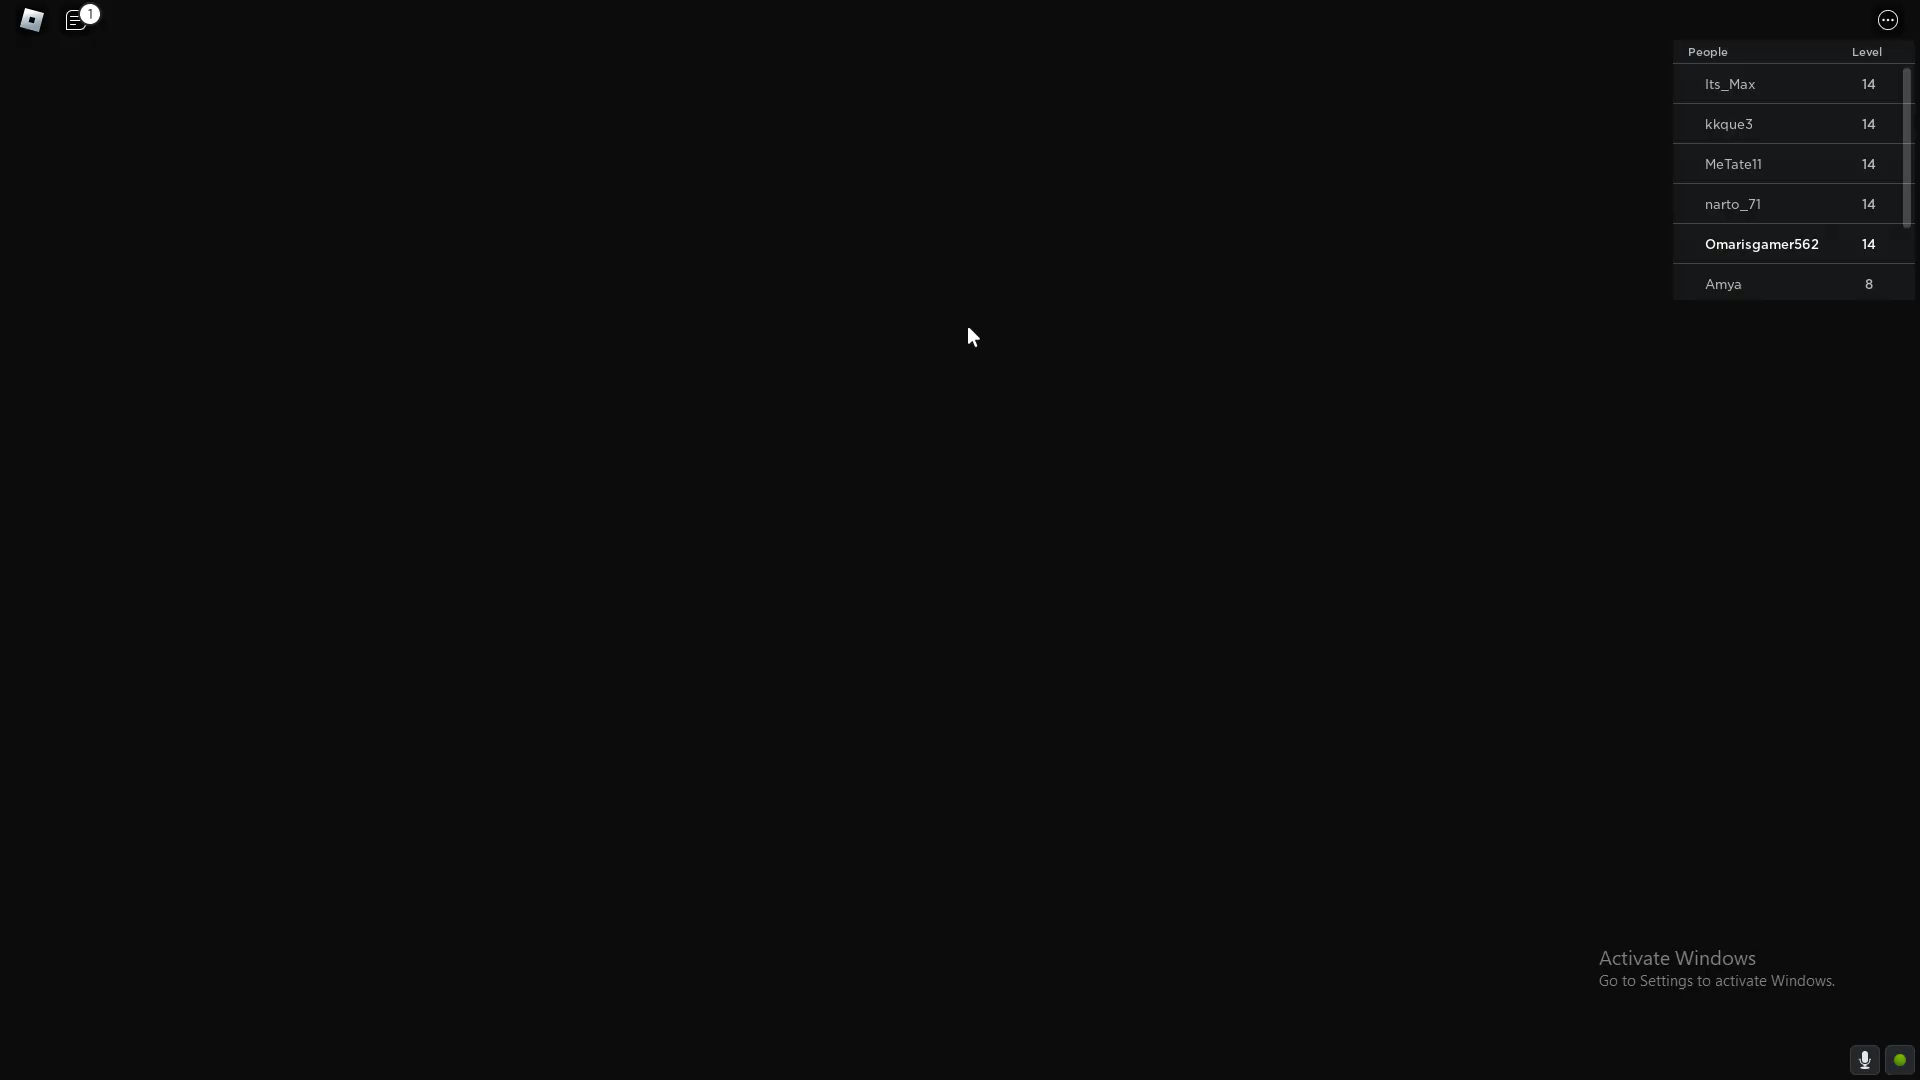 1
People Level
Its_Max 14
kkque3 14
MeTate11 14
narto_71 14
Omarisgamer562 14
Amya 8
Activate Windows
Go to Settings to activate Windows.